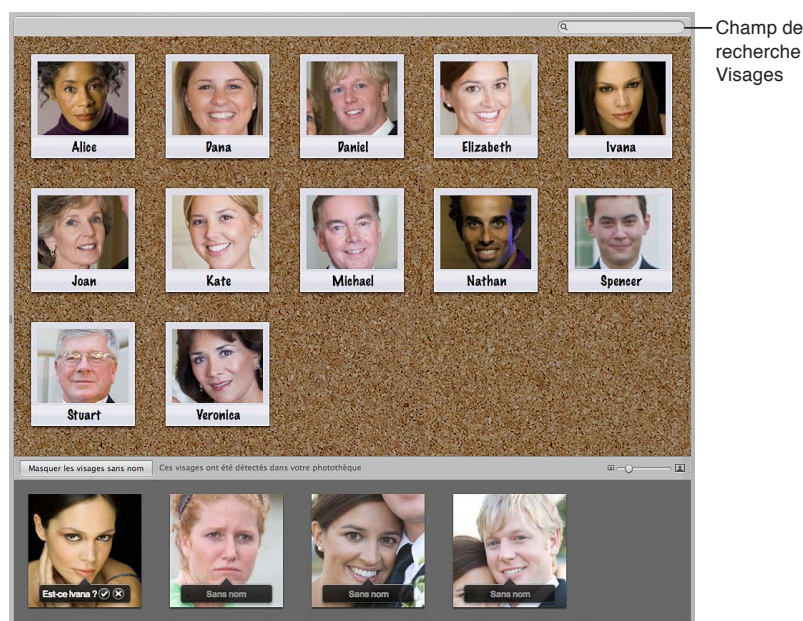 Champ de
recherche
Visages
Alice
Dana
Daniel
Elizabeth
Ivana
Joan
Kate
Michael
Nathan
Spencer
Stuart
Veronica
Masquer les visages sans nom
Ces visages ont été détectés dans votre photothèque
Est-ce Ivana ?
Sans nom
Sans nom
Sans nom